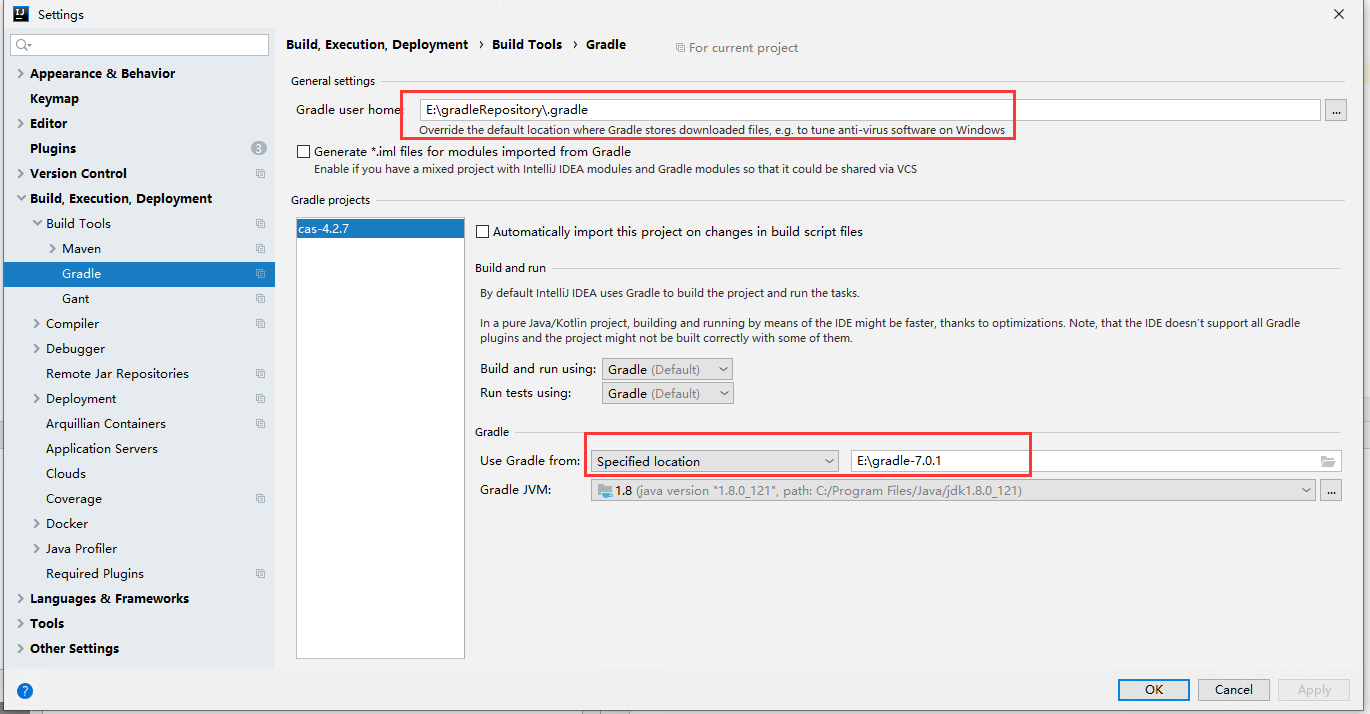 Settings
Appearance & Behavior
Keymap
Editor
Plugins 3
Version Control
Build, Execution, Deployment
Build Tools
Maven
Gradle
Gant
Compiler
Debugger
Remote Jar Repositories
Deployment
Arquillian Containers
Application Servers
Clouds
Coverage
Docker
Java Profiler
Required Plugins
Languages & Frameworks
Tools
Other Settings
?
Build, Execution, Deployment › Build Tools › Gradle For current project
General settings
Gradle user home: E:\gradleRepository\.gradle ...
Override the default location where Gradle stores downloaded files, e.g. to tune anti-virus software on Windows
Generate *.iml files for modules imported from Gradle
Enable if you have a mixed project with IntelliJ IDEA modules and Gradle modules so that it could be shared via VCS
Gradle projects
cas-4.2.7
Automatically import this project on changes in build script files
Build and run
By default IntelliJ IDEA uses Gradle to build the project and run the tasks.
In a pure Java/Kotlin project, building and running by means of the IDE might be faster, thanks to optimizations. Note, that the IDE doesn't support all Gradle
plugins and the project might not be built correctly with some of them.
Build and run using: Gradle (Default)
Run tests using: Gradle (Default)
Gradle
Use Gradle from: Specified location E:\gradle-7.0.1
Gradle JVM: 1.8 (java version "1.8.0_121", path: C:/Program Files/Java/jdk1.8.0_121) ...
OK Cancel Apply